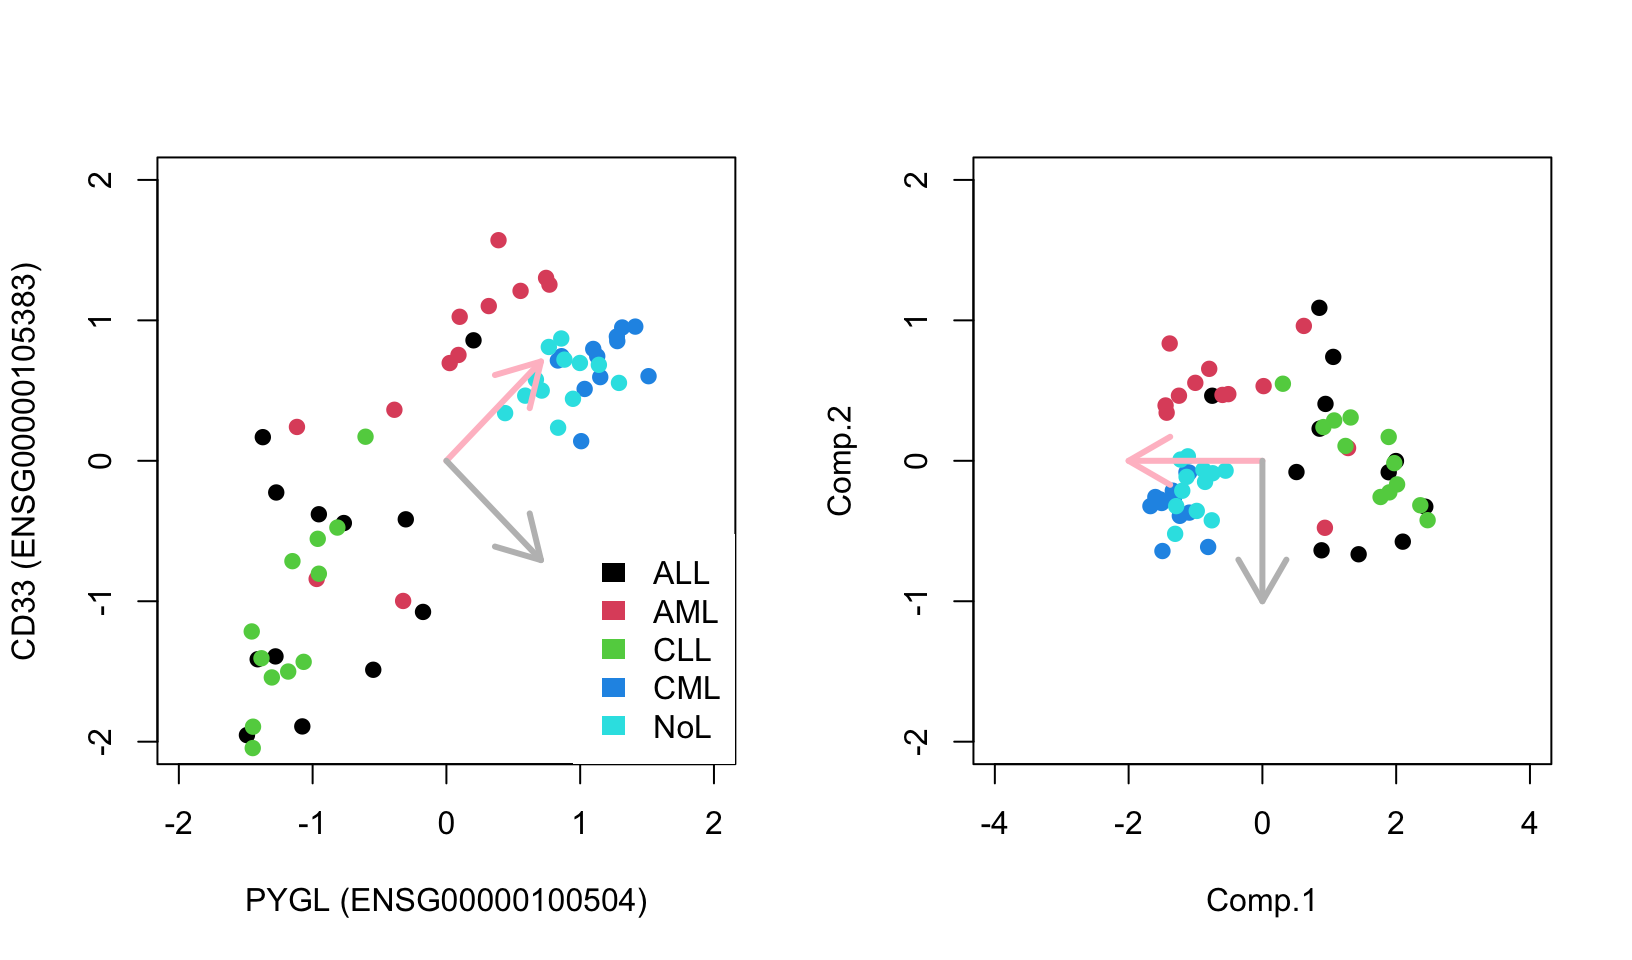 CD33 (ENSG00000105383)
2
1
0
-1
-2
ALL
AML
CLL
CML
NoL
-2 -1 0 1 2
PYGL (ENSG00000100504)
Comp.2
2
1
0
-1
-2
-4 -2 0 2 4
Comp.1